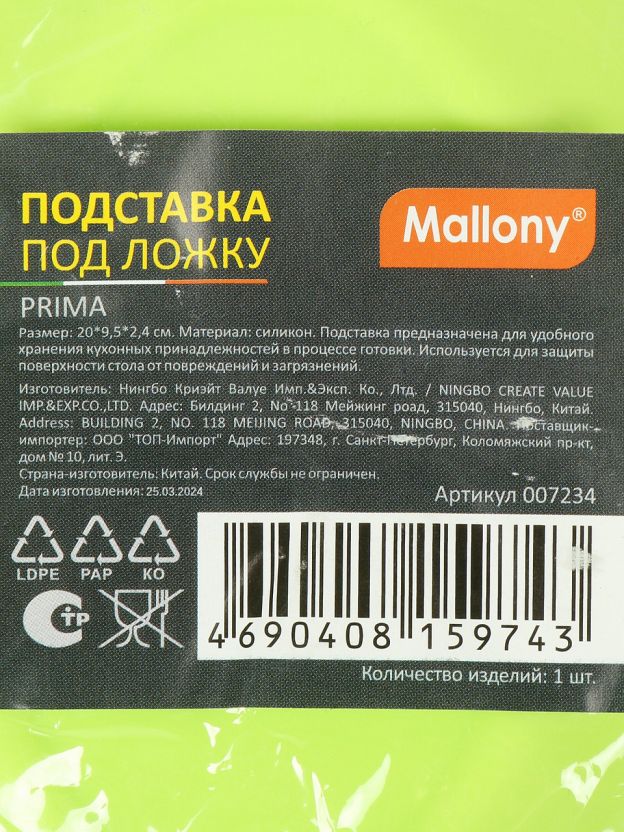 ПОДСТАВКА
ПОД ЛОЖКУ
Mallony®
PRIMA
Размер: 20*9,5*2,4 см. Материал: силикон. Подставка предназначена для удобного
хранения кухонных принадлежностей в процессе готовки. Используется для защиты
поверхности стола от повреждений и загрязнений.
Изготовитель: Нингбо Криэйт Валуе Имп.&Эксп. Ко., Лтд. / NINGBO CREATE VALUE
IMP.&EXP.CO.,LTD. Адрес: Билдинг 2, No 118 Мейжинг роад, 315040, Нингбо, Китай.
Address: BUILDING 2, NO. 118 MEIJING ROAD, 315040, NINGBO, CHINA. Поставщик-
импортер: ООО "ТОП-Импорт" Адрес: 197348, г. Санкт-Петербург, Коломяжский пр-кт,
дом № 10, лит. Э.
Страна-изготовитель: Китай. Срок службы не ограничен.
Дата изготовления: 25.03.2024
Артикул 007234
LDPE PAP KO
СТР
4 690408 159743
Количество изделий: 1 шт.